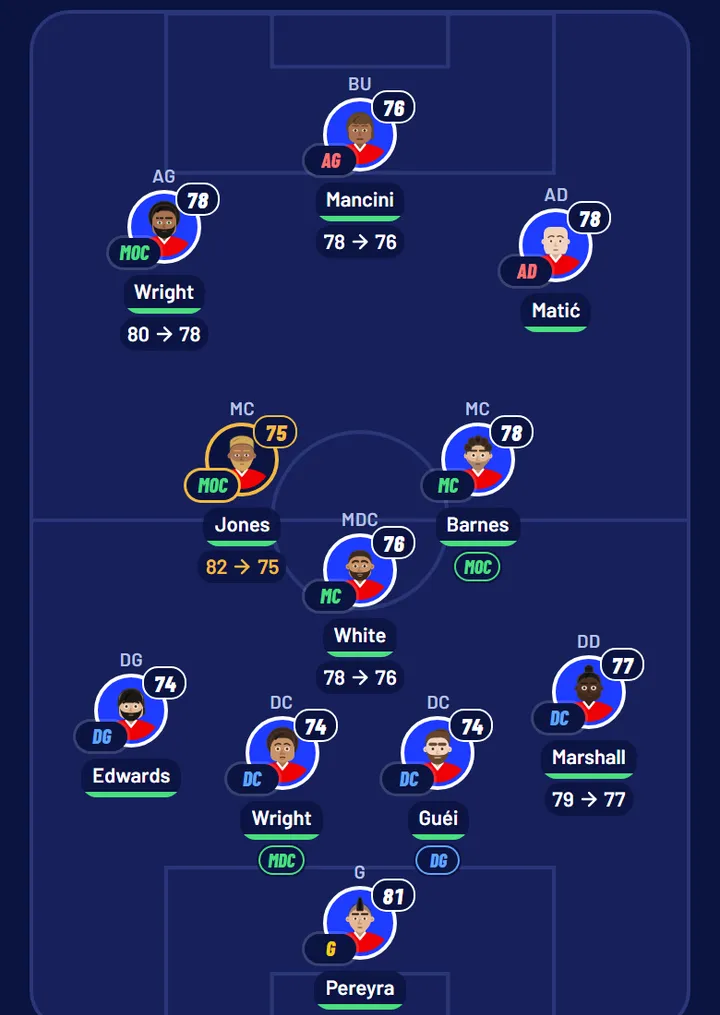 BU
76
AG
Mancini
78 → 76
AG
78
MOC
Wright
80 → 78
AD
78
AD
Matić
MC
75
MOC
Jones
82 → 75
MC
78
MC
Barnes
MOC
MDC
76
MC
White
78 → 76
DG
74
DG
Edwards
DC
74
DC
Wright
MDC
DC
74
DC
Guéi
DG
DD
77
DC
Marshall
79 → 77
G
81
G
Pereyra